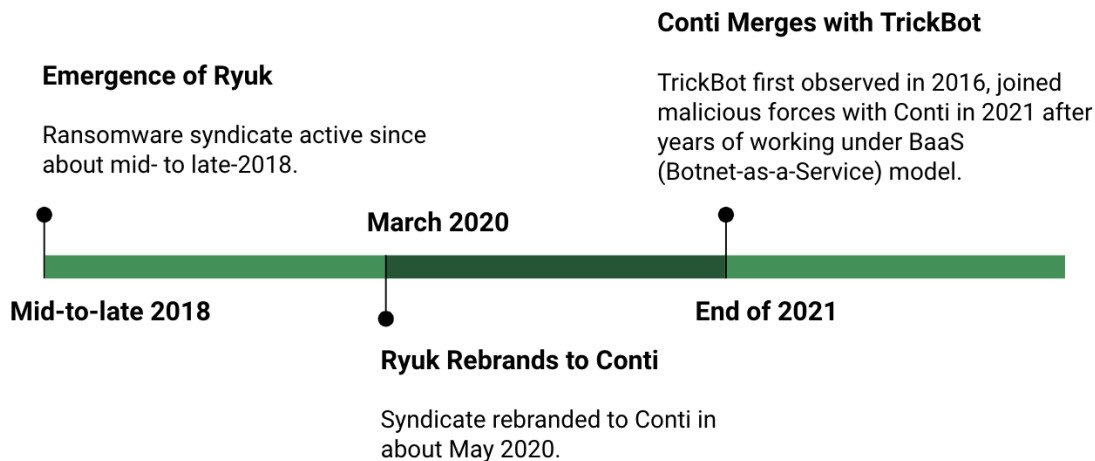 Emergence of Ryuk
Ransomware syndicate active since
about mid- to late-2018.
Mid-to-late 2018
March 2020
Ryuk Rebrands to Conti
Syndicate rebranded to Conti in
about May 2020.
Conti Merges with TrickBot
TrickBot first observed in 2016, joined
malicious forces with Conti in 2021 after
years of working under BaaS
(Botnet-as-a-Service) model.
End of 2021